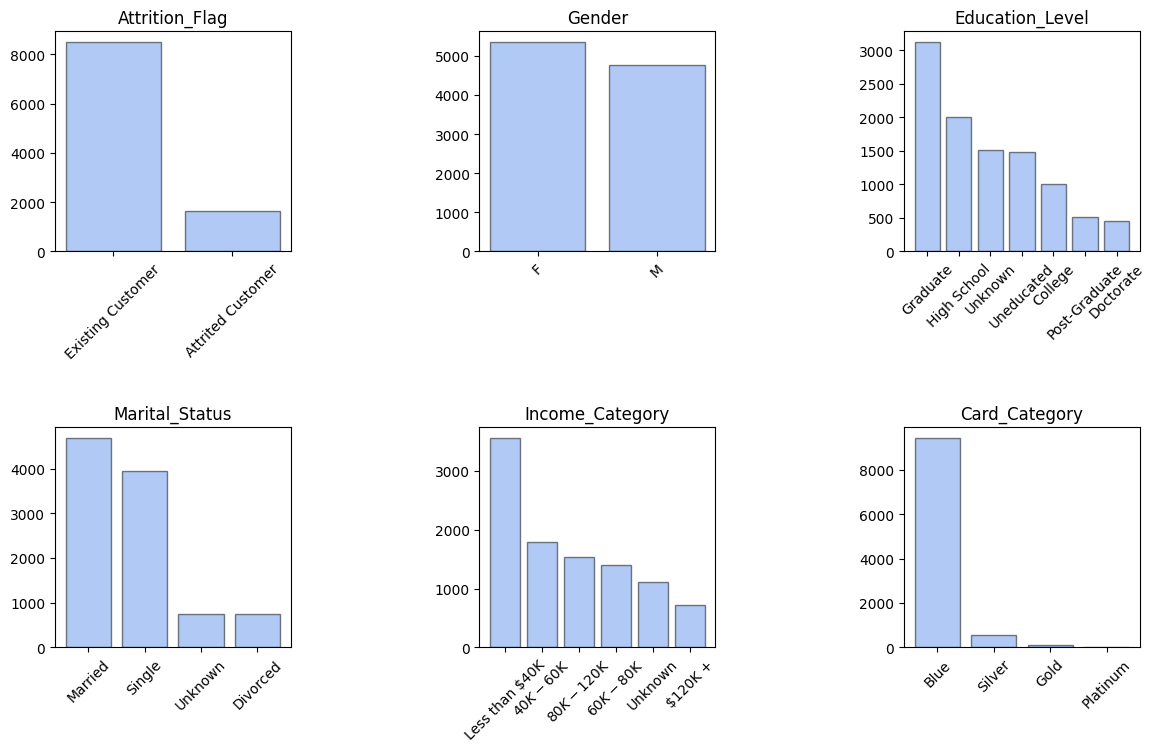 Attrition_Flag
8000
6000
4000
2000
0
Existing Customer
Attrited Customer
Gender
5000
4000
3000
2000
1000
0
F
M
Education_Level
3000
2500
2000
1500
1000
500
0
Graduate
High School
Unknown
Uneducated
College
Post-Graduate
Doctorate
Marital_Status
4000
3000
2000
1000
0
Married
Single
Unknown
Divorced
Income_Category
3000
2000
1000
0
Less than $40K
40K − 60K
80K − 120K
60K − 80K
Unknown
$120K +
Card_Category
8000
6000
4000
2000
0
Blue
Silver
Gold
Platinum